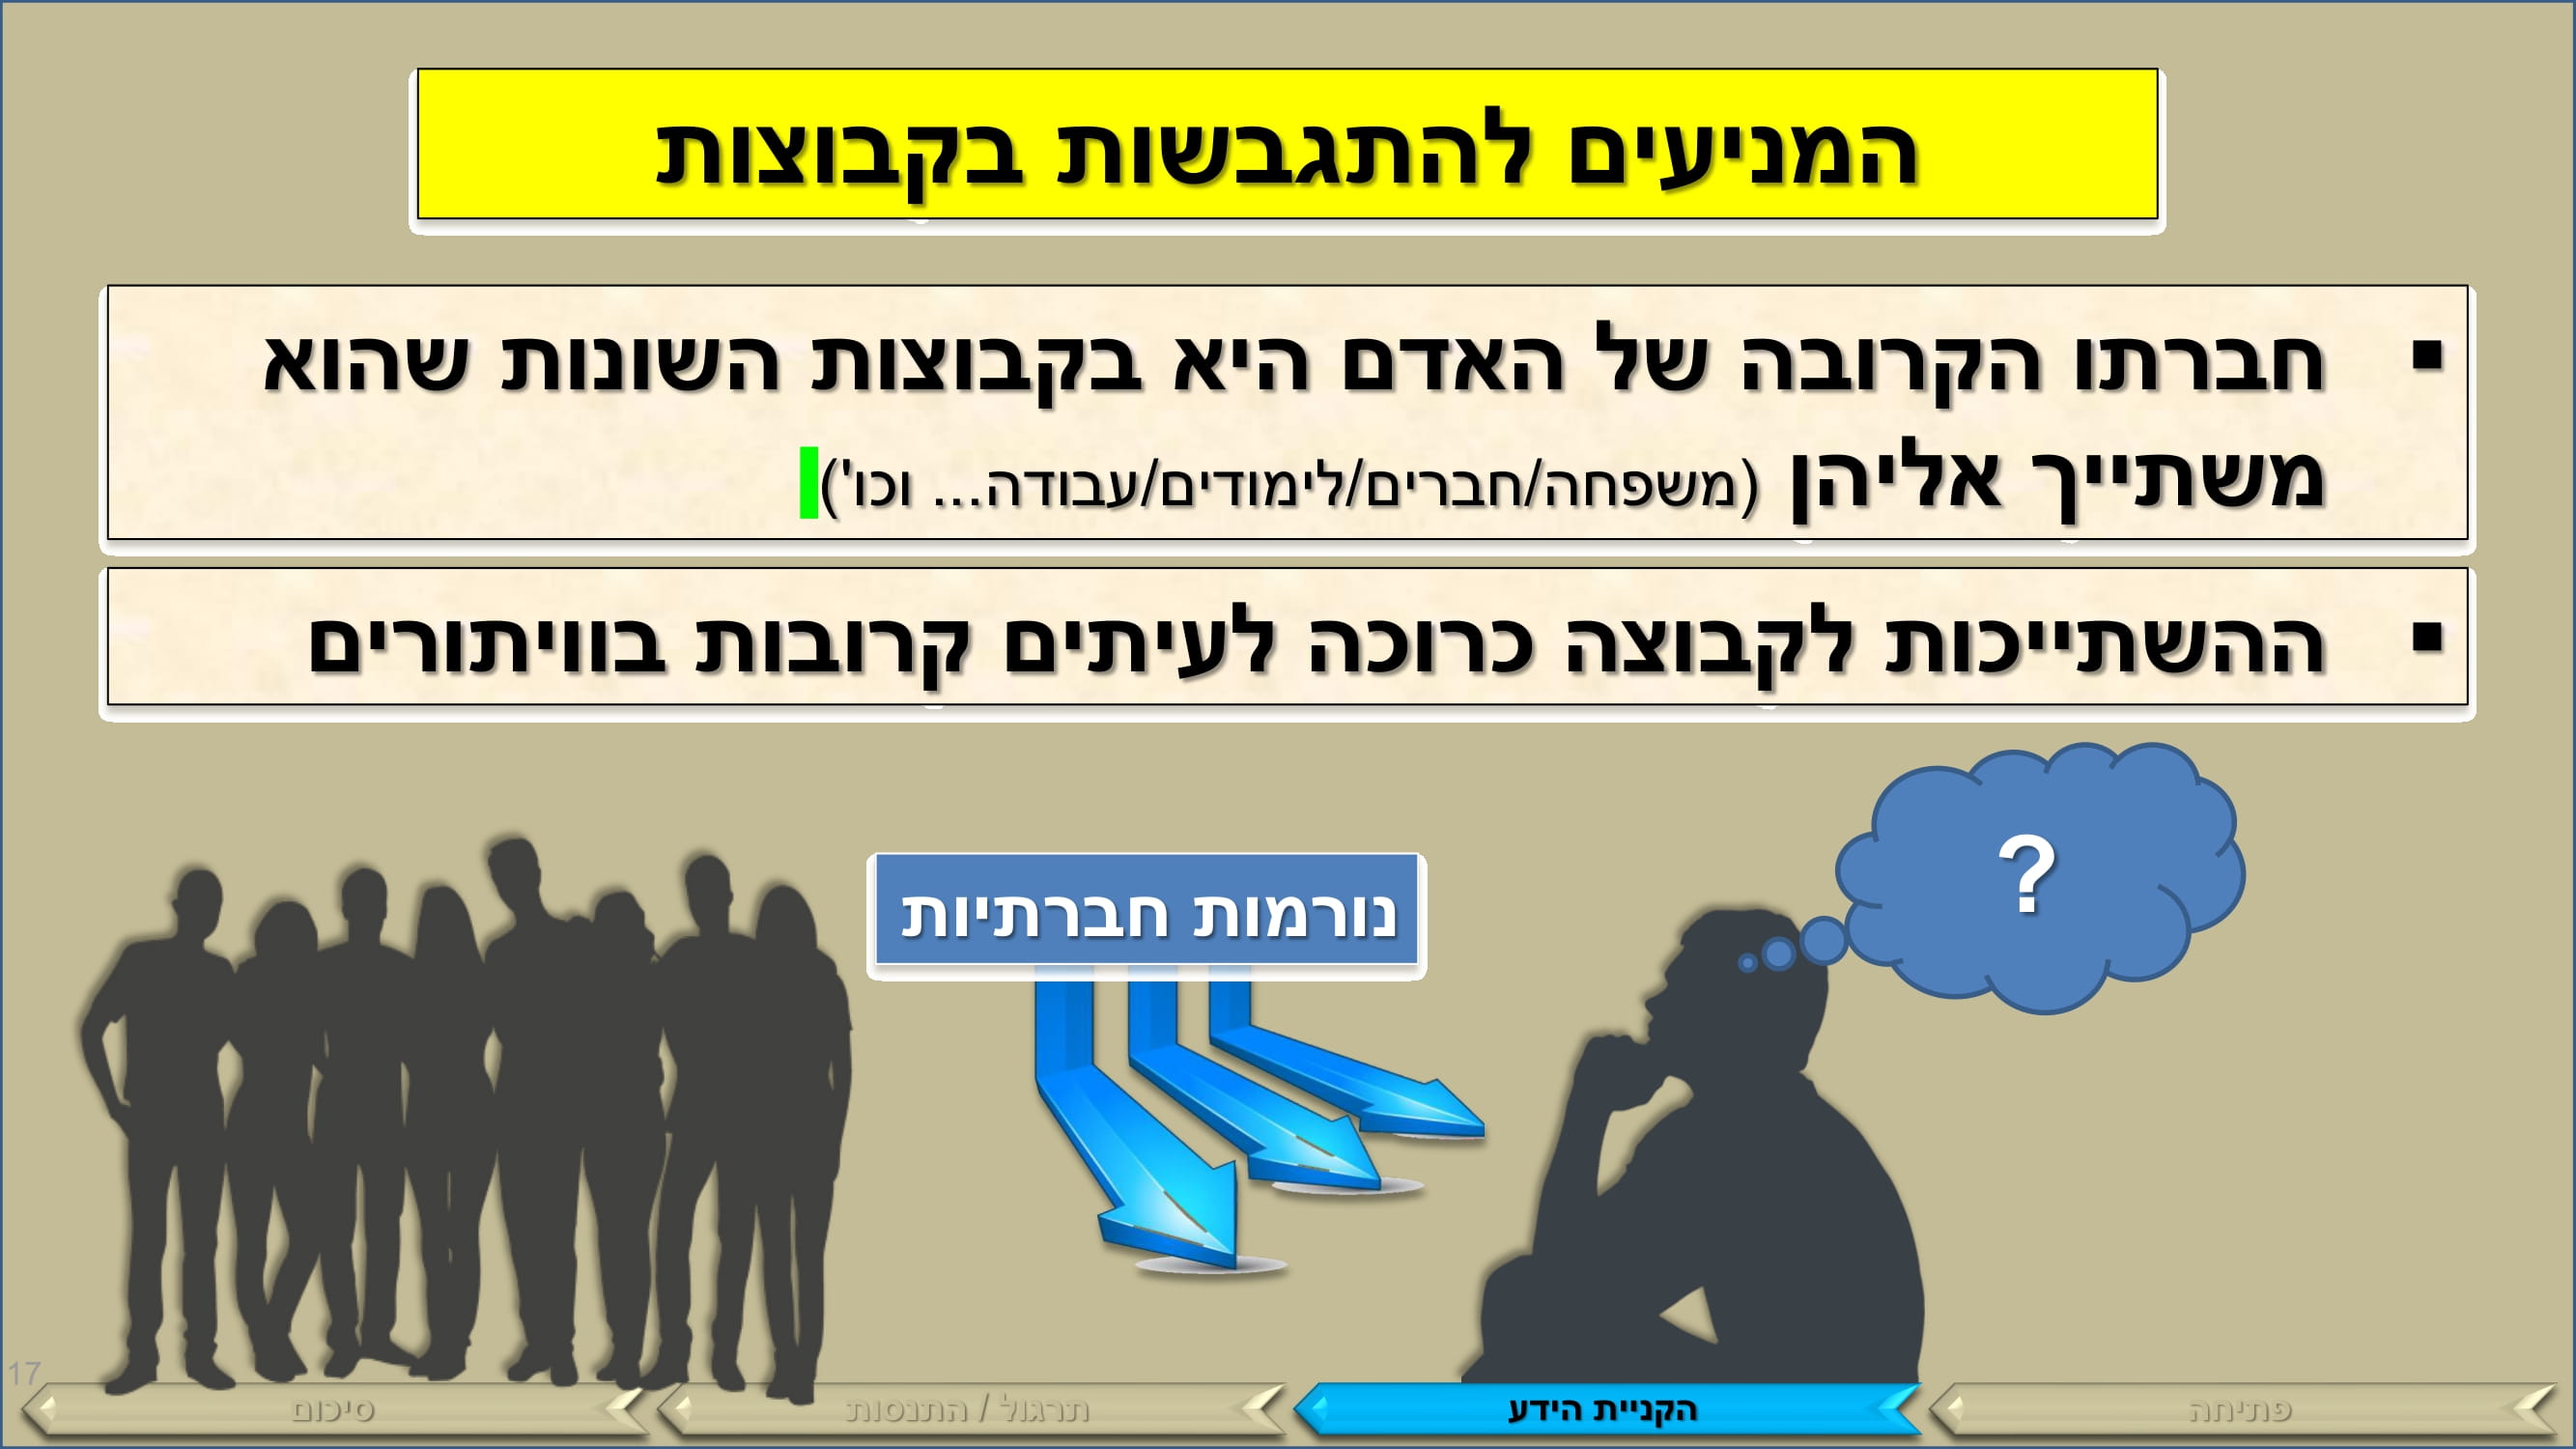 המניעים להתגבשות בקבוצות
▪ חברתו הקרובה של האדם היא בקבוצות השונות שהוא
משתייך אליהן (משפחה/חברים/לימודים/עבודה... וכו')
▪ ההשתייכות לקבוצה כרוכה לעיתים קרובות בוויתורים
?
נורמות חברתיות
17
פתיחה
הקניית הידע
תרגול / התנסות
סיכום